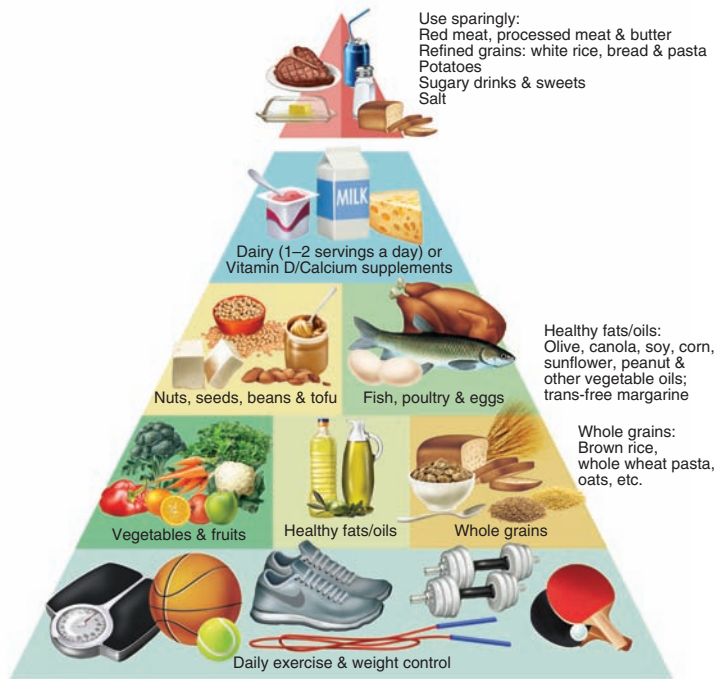 Use sparingly:
Red meat, processed meat & butter
Refined grains: white rice, bread & pasta
Potatoes
Sugary drinks & sweets
Salt
MILK
Dairy (1–2 servings a day) or
Vitamin D/Calcium supplements
Nuts, seeds, beans & tofu
Fish, poultry & eggs
Healthy fats/oils:
Olive, canola, soy, corn,
sunflower, peanut &
other vegetable oils;
trans-free margarine
Vegetables & fruits
Healthy fats/oils
Whole grains
Whole grains:
Brown rice,
whole wheat pasta,
oats, etc.
Daily exercise & weight control